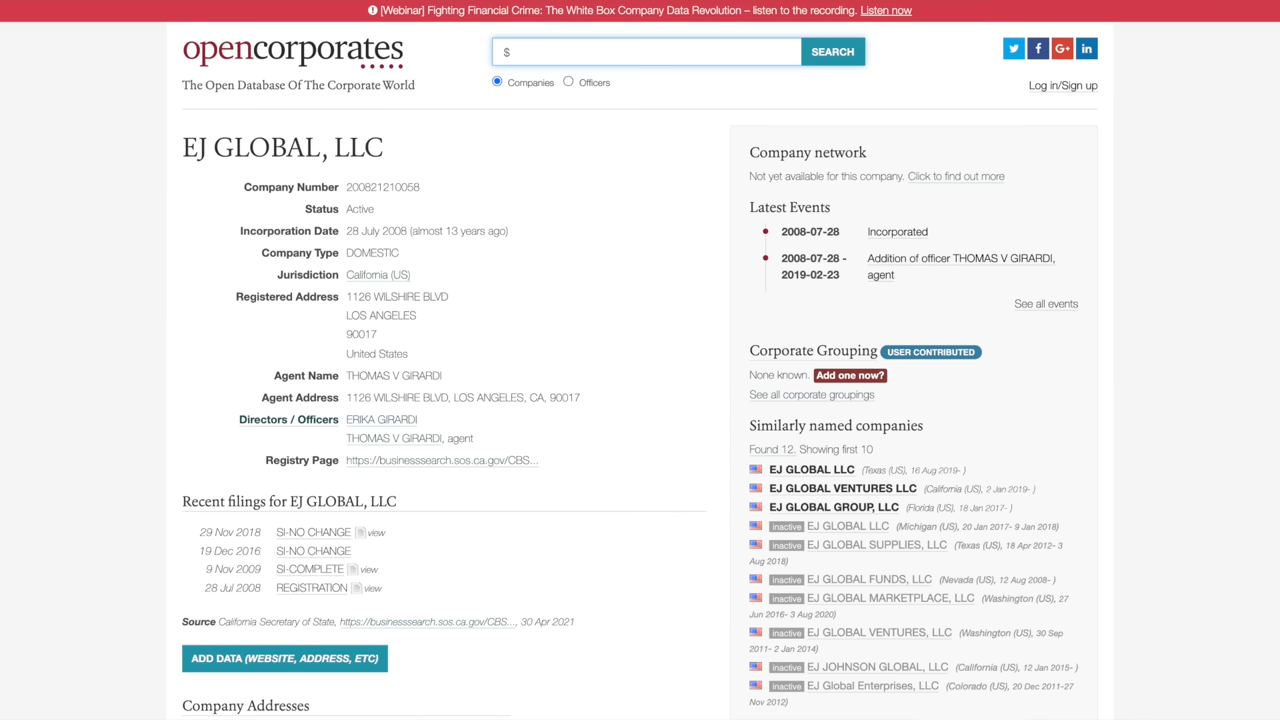 [Webinar] Fighting Financial Crime: The White Box Company Data Revolution – listen to the recording. Listen now
opencorporates
The Open Database Of The Corporate World
$
SEARCH
Companies Officers
Log in/Sign up
EJ GLOBAL, LLC
Company Number 200821210058
Status Active
Incorporation Date 28 July 2008 (almost 13 years ago)
Company Type DOMESTIC
Jurisdiction California (US)
Registered Address 1126 WILSHIRE BLVD
LOS ANGELES
90017
United States
Agent Name THOMAS V GIRARDI
Agent Address 1126 WILSHIRE BLVD, LOS ANGELES, CA, 90017
Directors / Officers ERIKA GIRARDI
THOMAS V GIRARDI, agent
Registry Page https://businesssearch.sos.ca.gov/CBS...
Recent filings for EJ GLOBAL, LLC
29 Nov 2018 SI-NO CHANGE view
19 Dec 2016 SI-NO CHANGE
9 Nov 2009 SI-COMPLETE view
28 Jul 2008 REGISTRATION view
Source California Secretary of State, https://businesssearch.sos.ca.gov/CBS..., 30 Apr 2021
ADD DATA (WEBSITE, ADDRESS, ETC)
Company Addresses
Company network
Not yet available for this company. Click to find out more
Latest Events
2008-07-28 Incorporated
2008-07-28 - Addition of officer THOMAS V GIRARDI,
2019-02-23 agent
See all events
Corporate Grouping USER CONTRIBUTED
None known. Add one now?
See all corporate groupings
Similarly named companies
Found 12. Showing first 10
EJ GLOBAL LLC (Texas (US), 16 Aug 2019- )
EJ GLOBAL VENTURES LLC (California (US), 2 Jan 2019- )
EJ GLOBAL GROUP, LLC (Florida (US), 18 Jan 2017- )
inactive EJ GLOBAL LLC (Michigan (US), 20 Jan 2017- 9 Jan 2018)
inactive EJ GLOBAL SUPPLIES, LLC (Texas (US), 18 Apr 2012- 3
Aug 2018)
inactive EJ GLOBAL FUNDS, LLC (Nevada (US), 12 Aug 2008- )
inactive EJ GLOBAL MARKETPLACE, LLC (Washington (US), 27
Jun 2016- 3 Aug 2020)
inactive EJ GLOBAL VENTURES, LLC (Washington (US), 30 Sep
2011- 2 Jan 2014)
inactive EJ JOHNSON GLOBAL, LLC (California (US), 12 Jan 2015- )
inactive EJ Global Enterprises, LLC (Colorado (US), 20 Dec 2011-27
Nov 2012)